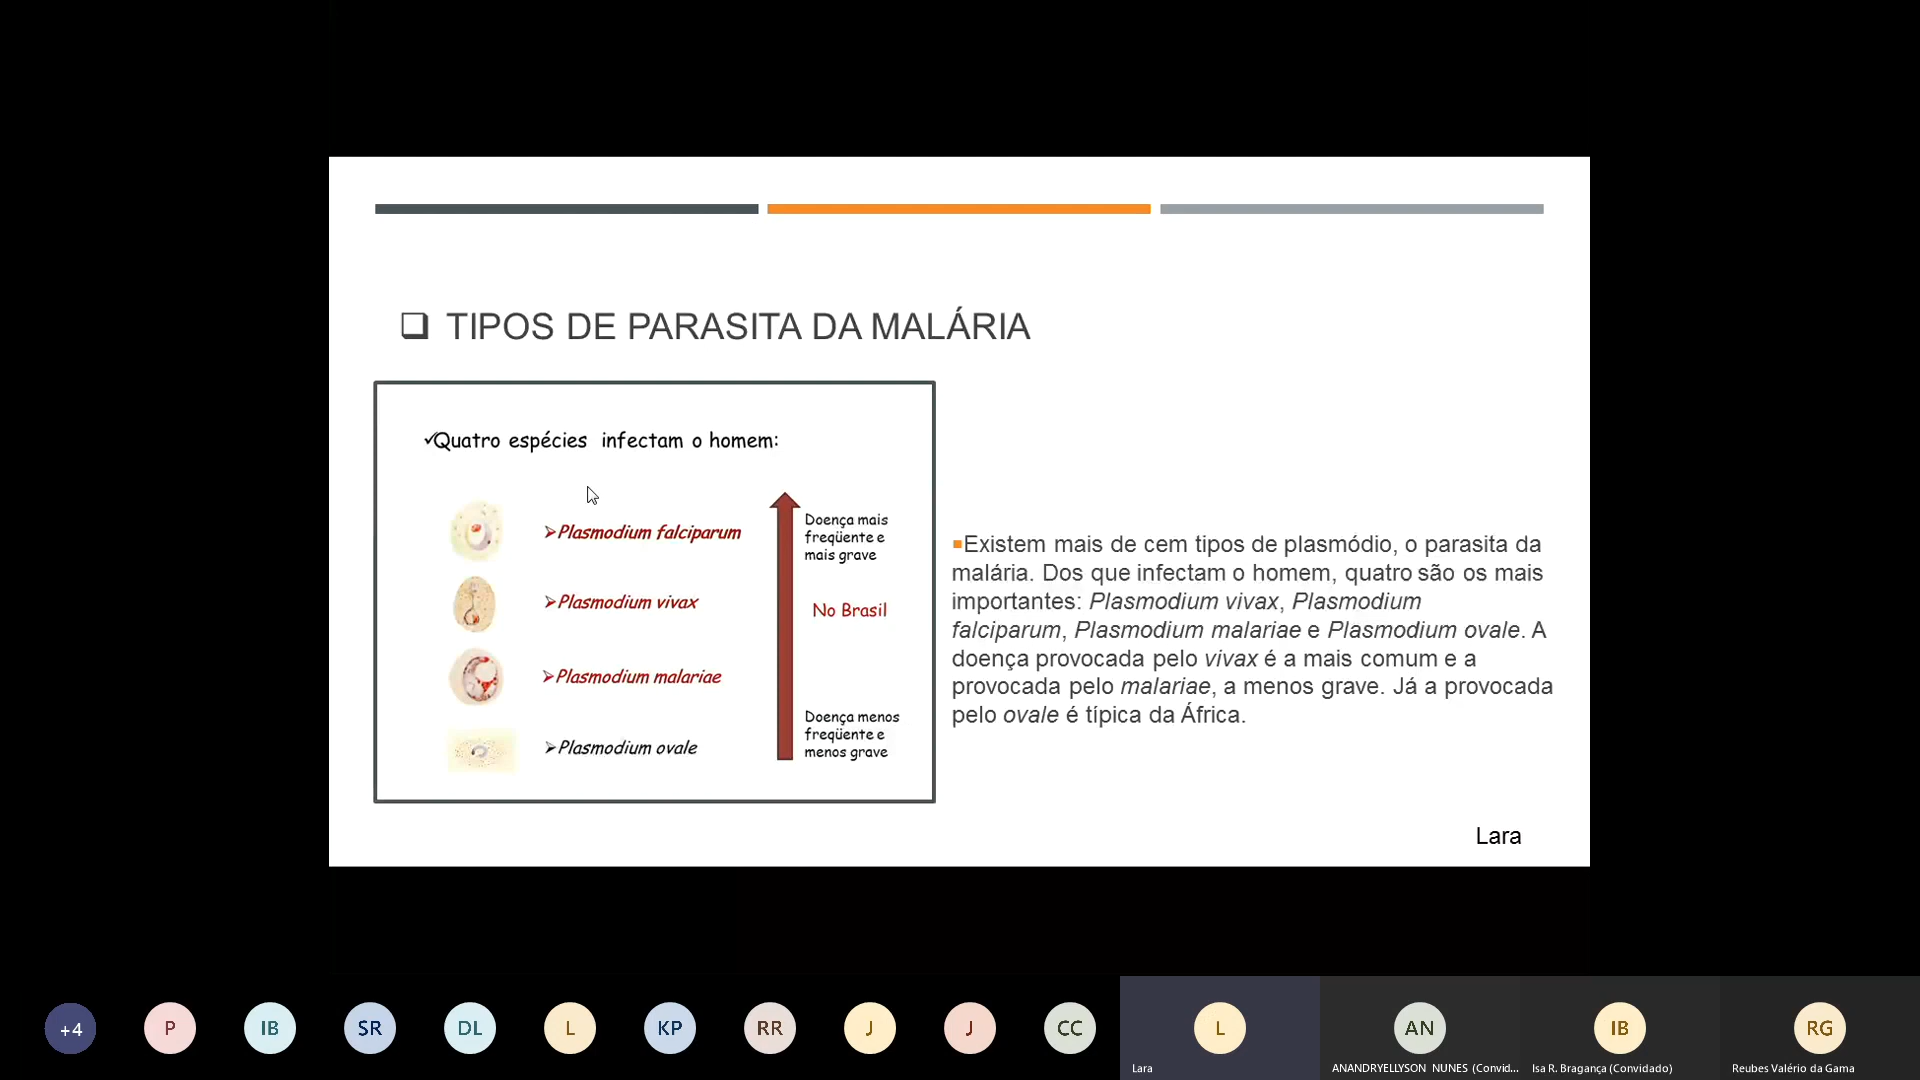 ❑ TIPOS DE PARASITA DA MALÁRIA
✓Quatro espécies infectam o homem:
➢Plasmodium falciparum
➢Plasmodium vivax
➢Plasmodium malariae
➢Plasmodium ovale
Doença mais
freqüente e
mais grave
No Brasil
Doença menos
freqüente e
menos grave
▪Existem mais de cem tipos de plasmódio, o parasita da
malária. Dos que infectam o homem, quatro são os mais
importantes: Plasmodium vivax, Plasmodium
falciparum, Plasmodium malariae e Plasmodium ovale. A
doença provocada pelo vivax é a mais comum e a
provocada pelo malariae, a menos grave. Já a provocada
pelo ovale é típica da África.
Lara
+4 P IB SR DL L KP RR J J CC L AN IB RG
Lara ANANDRYELLYSON NUNES (Convid... Isa R. Bragança (Convidado) Reubes Valério da Gama